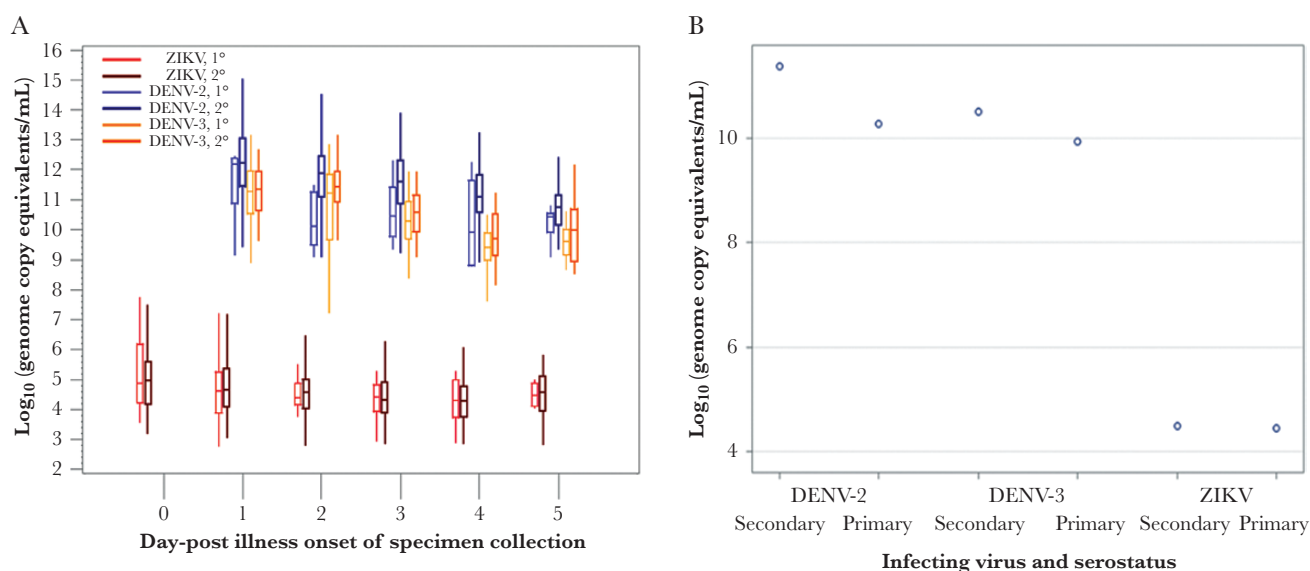 A
Log10 (genome copy equivalents/mL)
16
15
14
13
12
11
10
9
8
7
6
5
4
3
2
ZIKV, 1°
ZIKV, 2°
DENV-2, 1°
DENV-2, 2°
DENV-3, 1°
DENV-3, 2°
0 1 2 3 4 5
Day-post illness onset of specimen collection
B
Log10 (genome copy equivalents/mL)
10
8
6
4
DENV-2 DENV-3 ZIKV
Secondary Primary Secondary Primary Secondary Primary
Infecting virus and serostatus